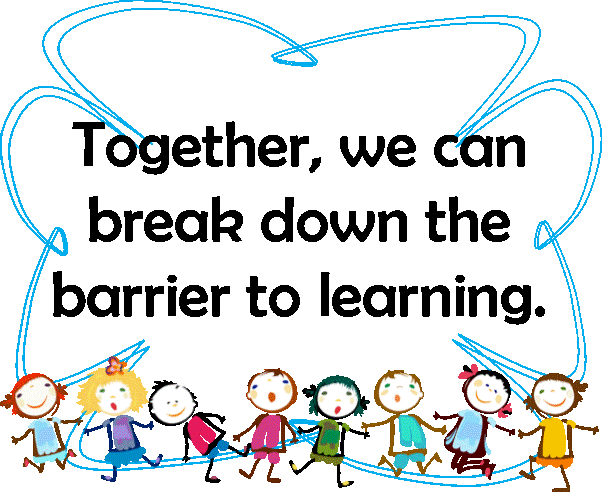 Together, we can
break down the
barrier to learning.